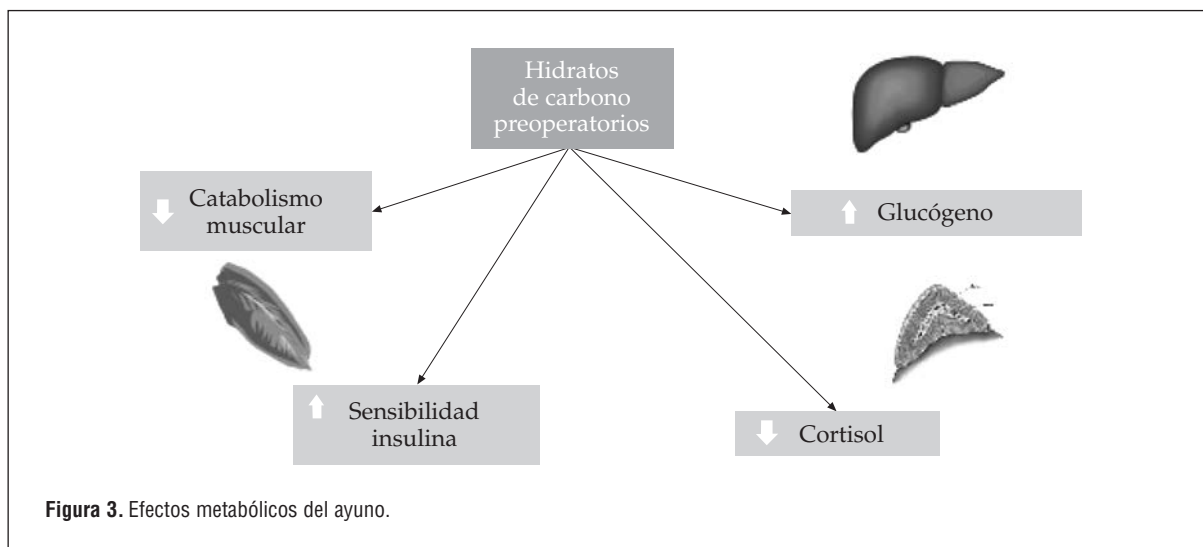 Hidratos
de carbono
preoperatorios
Catabolismo
muscular
Glucógeno
Sensibilidad
insulina
Cortisol
Figura 3. Efectos metabólicos del ayuno.